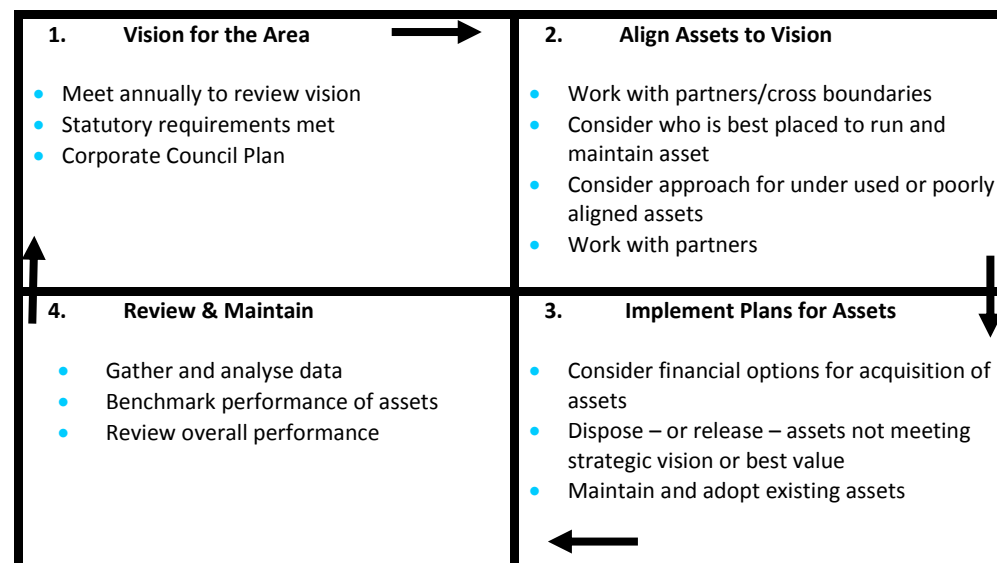 1. Vision for the Area
• Meet annually to review vision
• Statutory requirements met
• Corporate Council Plan
2. Align Assets to Vision
• Work with partners/cross boundaries
• Consider who is best placed to run and
maintain asset
• Consider approach for under used or poorly
aligned assets
• Work with partners
3. Implement Plans for Assets
• Consider financial options for acquisition of
assets
• Dispose – or release – assets not meeting
strategic vision or best value
• Maintain and adopt existing assets
4. Review & Maintain
• Gather and analyse data
• Benchmark performance of assets
• Review overall performance